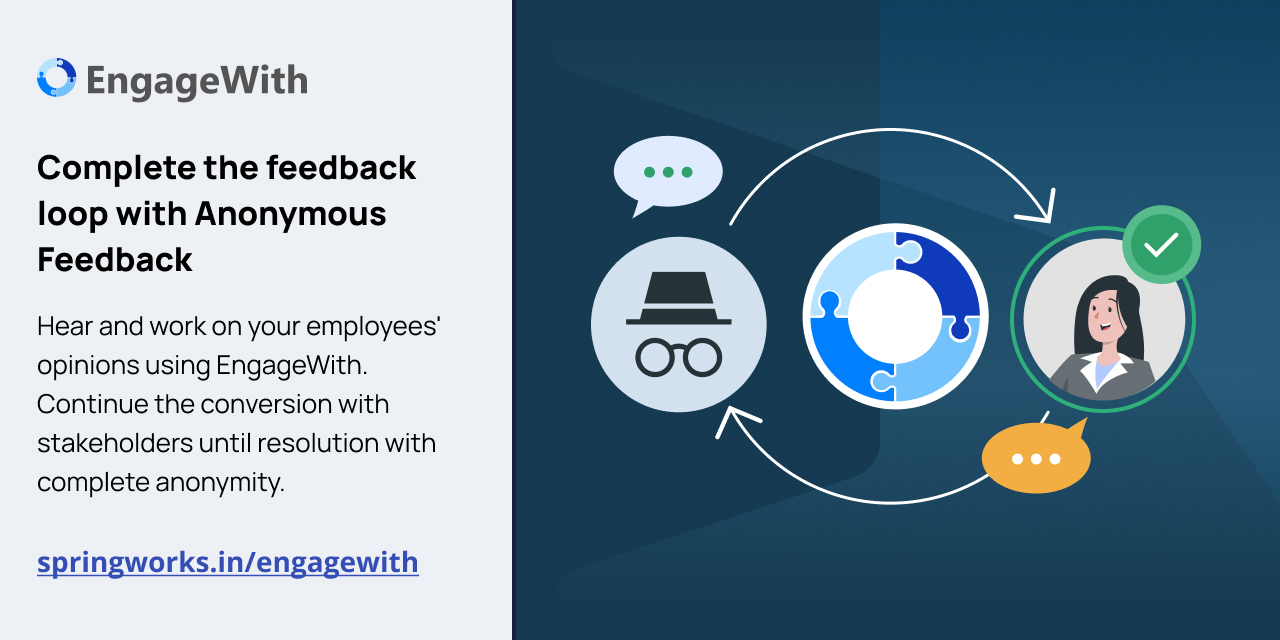 EngageWith
Complete the feedback
loop with Anonymous
Feedback
Hear and work on your employees'
opinions using EngageWith.
Continue the conversion with
stakeholders until resolution with
complete anonymity.
springworks.in/engagewith